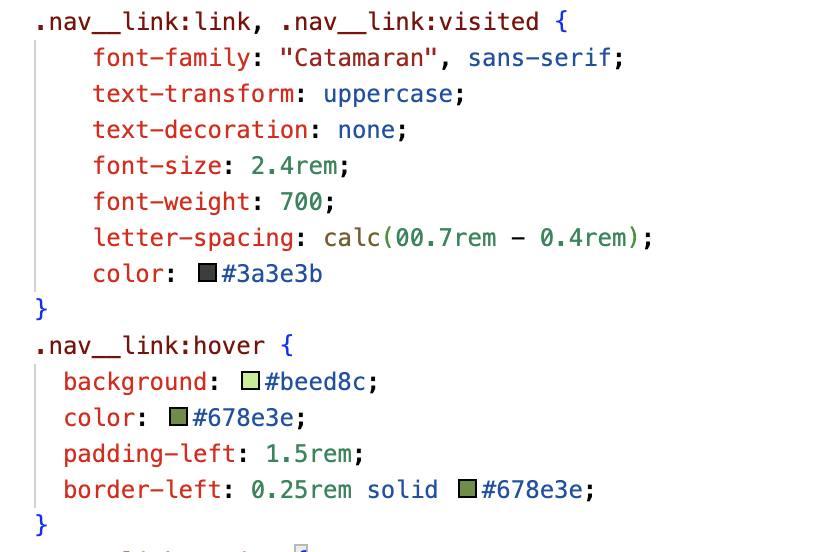 .nav__link:link, .nav__link:visited {
font-family: "Catamaran", sans-serif;
text-transform: uppercase;
text-decoration: none;
font-size: 2.4rem;
font-weight: 700;
letter-spacing: calc(00.7rem - 0.4rem);
color: #3a3e3b
}
.nav__link:hover {
background: #beed8c;
color: #678e3e;
padding-left: 1.5rem;
border-left: 0.25rem solid #678e3e;
}